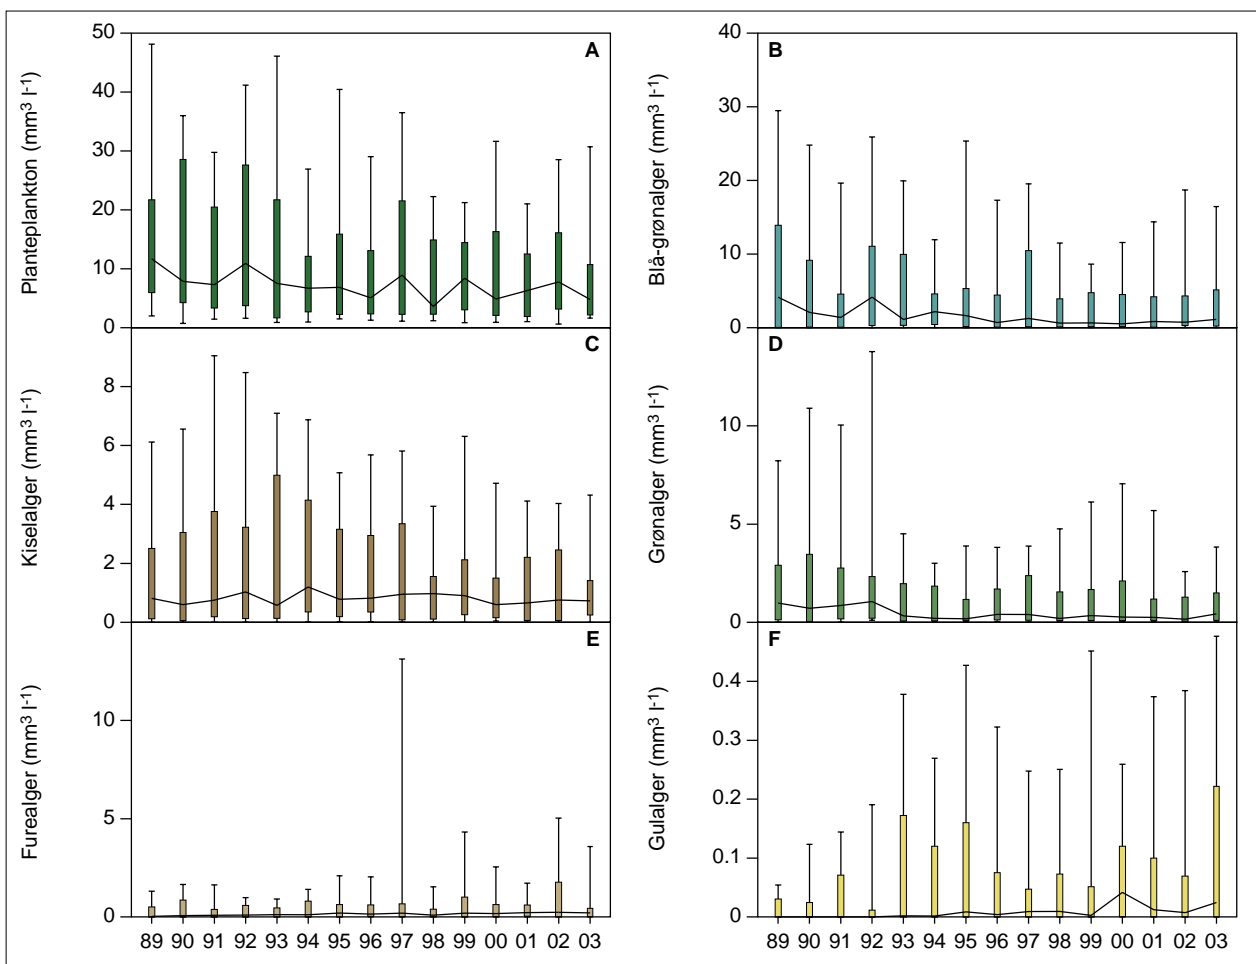 A
Planteplankton (mm3 l-1)
50
40
30
20
10
0
B
Blå-grønalger (mm3 l-1)
40
30
20
10
0
C
Kiselalger (mm3 l-1)
8
6
4
2
0
D
Grønalger (mm3 l-1)
10
5
0
E
Furealger (mm3 l-1)
10
5
0
89 90 91 92 93 94 95 96 97 98 99 00 01 02 03
F
Gulalger (mm3 l-1)
0.4
0.3
0.2
0.1
0
89 90 91 92 93 94 95 96 97 98 99 00 01 02 03